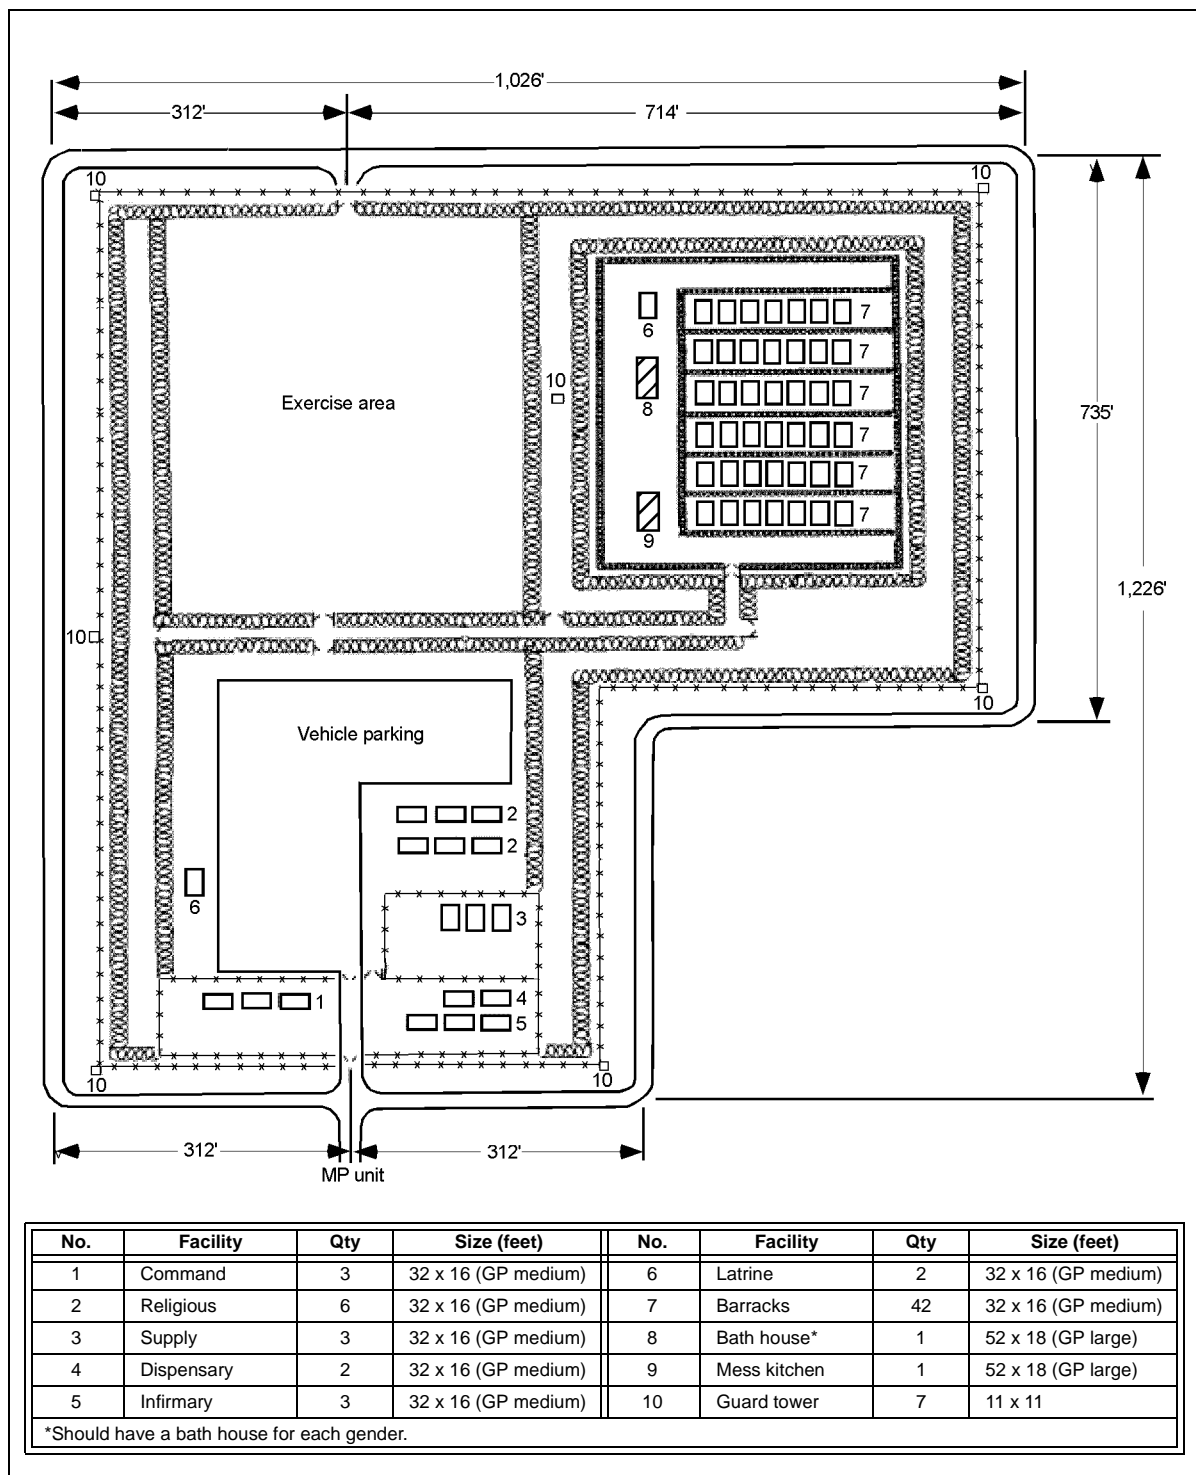 1,026'
312' 714'
10 10
6 7
7
10
8 7
Exercise area
735'
7
7
9 7
1,226'
10
10
Vehicle parking
2
2
6
3
1 4
5
10 10
312' 312'
MP unit
No. Facility Qty Size (feet) No. Facility Qty Size (feet)
1 Command 3 32 x 16 (GP medium) 6 Latrine 2 32 x 16 (GP medium)
2 Religious 6 32 x 16 (GP medium) 7 Barracks 42 32 x 16 (GP medium)
3 Supply 3 32 x 16 (GP medium) 8 Bath house* 1 52 x 18 (GP large)
4 Dispensary 2 32 x 16 (GP medium) 9 Mess kitchen 1 52 x 18 (GP large)
5 Infirmary 3 32 x 16 (GP medium) 10 Guard tower 7 11 x 11
*Should have a bath house for each gender.